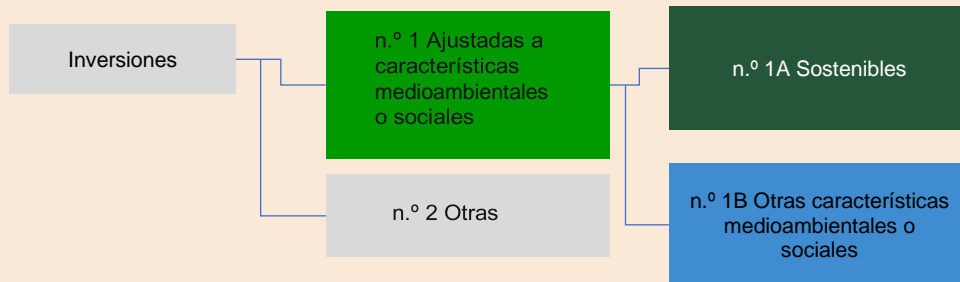 Inversiones
n.º 1 Ajustadas a
características
medioambientales
o sociales
n.º 2 Otras
n.º 1A Sostenibles
n.º 1B Otras características
medioambientales o
sociales